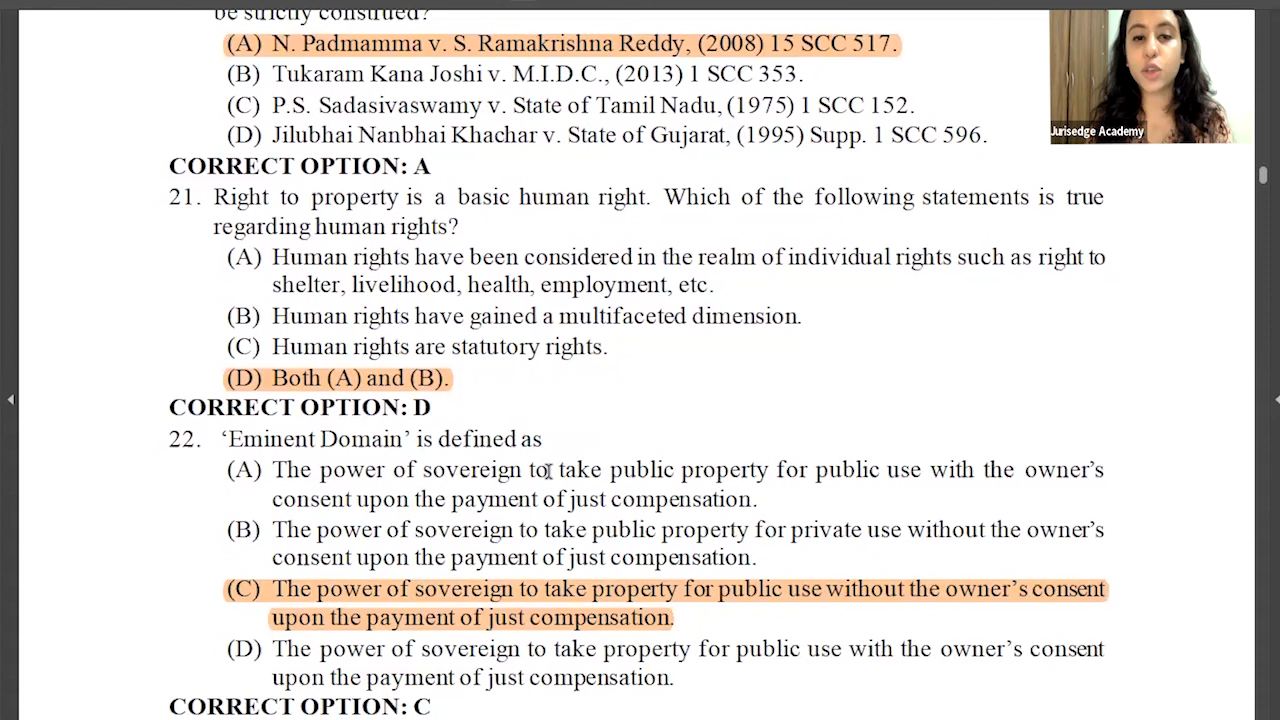 be strictly construed?
(A) N. Padmamma v. S. Ramakrishna Reddy, (2008) 15 SCC 517.
(B) Tukaram Kana Joshi v. M.I.D.C., (2013) 1 SCC 353.
(C) P.S. Sadasivaswamy v. State of Tamil Nadu, (1975) 1 SCC 152.
Jurisedge Academy
(D) Jilubhai Nanbhai Khachar v. State of Gujarat, (1995) Supp. 1 SCC 596.
CORRECT OPTION: A
21. Right to property is a basic human right. Which of the following statements is true
regarding human rights?
(A) Human rights have been considered in the realm of individual rights such as right to
shelter, livelihood, health, employment, etc.
(B) Human rights have gained a multifaceted dimension.
(C) Human rights are statutory rights.
(D) Both (A) and (B).
CORRECT OPTION: D
22. ‘Eminent Domain’ is defined as
(A) The power of sovereign to take public property for public use with the owner’s
consent upon the payment of just compensation.
(B) The power of sovereign to take public property for private use without the owner’s
consent upon the payment of just compensation.
(C) The power of sovereign to take property for public use without the owner’s consent
upon the payment of just compensation.
(D) The power of sovereign to take property for public use with the owner’s consent
upon the payment of just compensation.
CORRECT OPTION: C